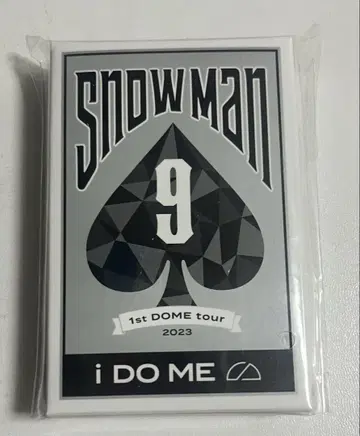 SNOWMAN
9
1st DOME tour
2023
i DO ME